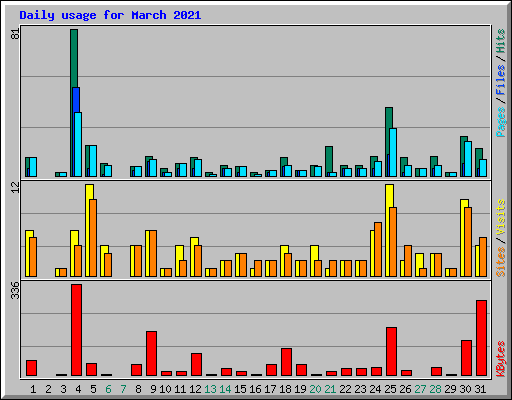 Daily usage for March 2021
81
12
336
Pages / Files / Hits
Sites / Visits
KBytes
1 2 3 4 5 6 7 8 9 10 11 12 13 14 15 16 17 18 19 20 21 22 23 24 25 26 27 28 29 30 31